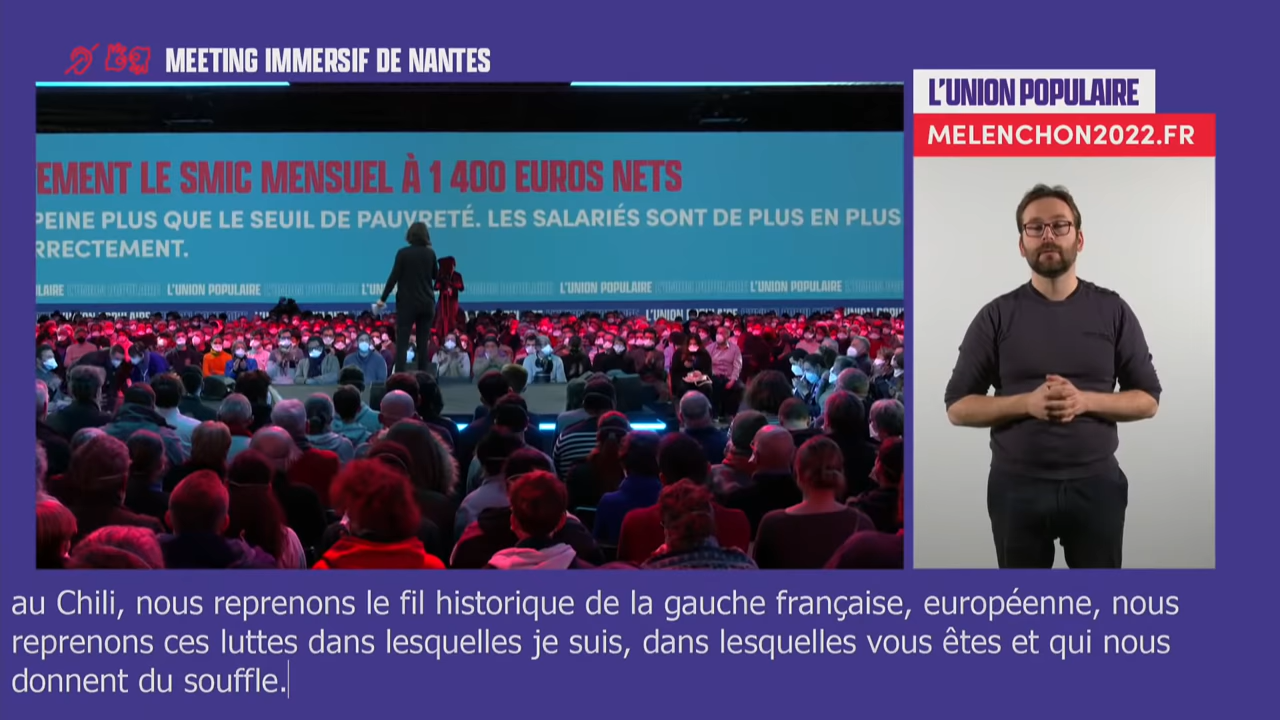 MEETING IMMERSIF DE NANTES
L'UNION POPULAIRE
MELENCHON2022.FR
EMENT LE SMIC MENSUEL À 1 400 EUROS NETS
PEINE PLUS QUE LE SEUIL DE PAUVRETÉ. LES SALARIÉS SONT DE PLUS EN PLUS
RRECTEMENT.
LAIRE L'UNION POPULAIRE L'UN L'UNION POPULAIRE L'UNION POPULAIRE
au Chili, nous reprenons le fil historique de la gauche française, européenne, nous
reprenons ces luttes dans lesquelles je suis, dans lesquelles vous êtes et qui nous
donnent du souffle.